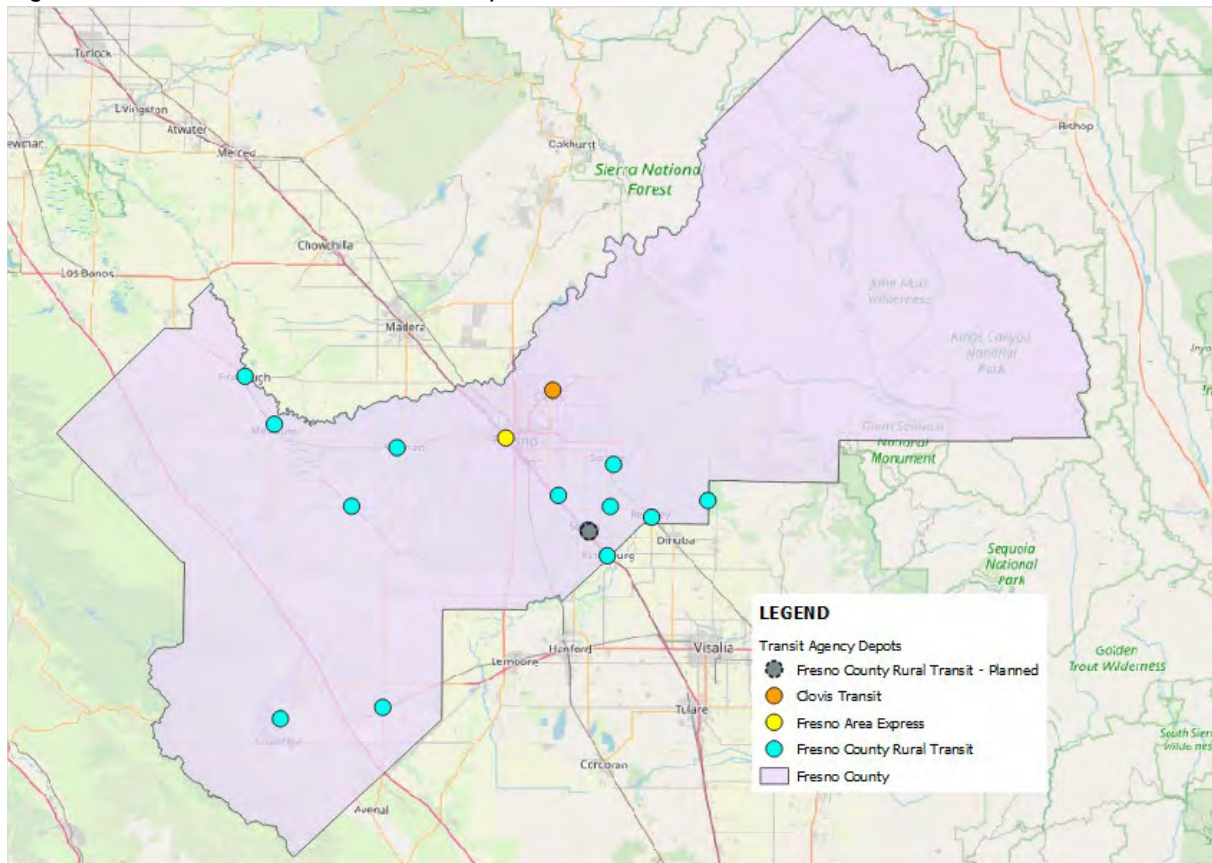 Turlock
Livingston
Atwater
Merced
Oakhurst
Bishop
Sierra National
Forest
Chowchilla
Los Banos
Madera
John Muir
Wilderness
Kings Canyon
National
Park
Giant Sequoia
National
Monument
Dinuba
Sequoia
National
Park
Lemoore
Hanford
Visalia
Golden
Trout Wilderness
Tulare
Corcoran
Avenal
LEGEND
Transit Agency Depots
Fresno County Rural Transit - Planned
Clovis Transit
Fresno Area Express
Fresno County Rural Transit
Fresno County